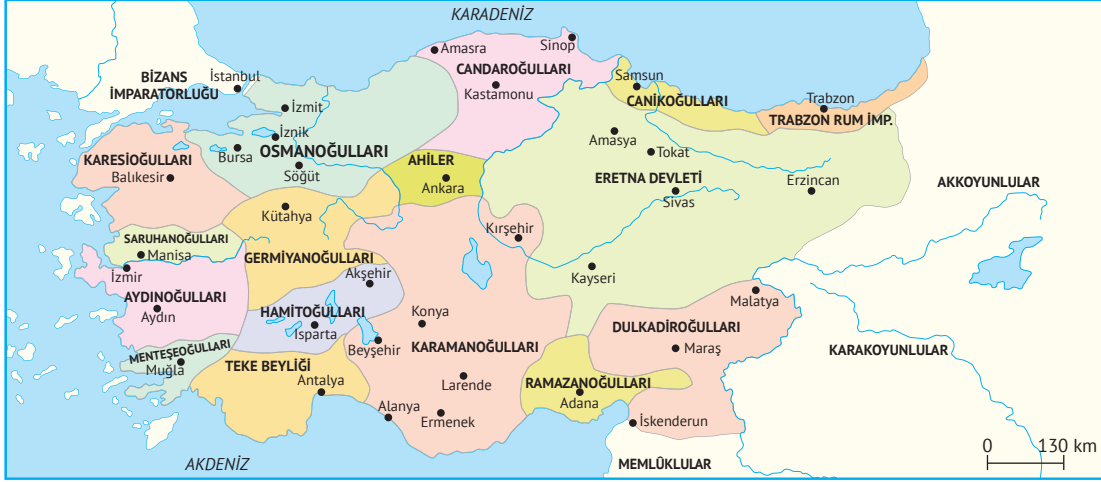 KARADENİZ
Amasra
Sinop
CANDAROĞULLARI
Kastamonu
Samsun
CANİKOĞULLARI
Trabzon
TRABZON RUM İMP.
BİZANS
İMPARATORLUĞU
İstanbul
İzmit
İznik
Bursa
OSMANOĞULLARI
Söğüt
KARESİOĞULLARI
Balıkesir
AHİLER
Ankara
Amasya
Tokat
ERETNA DEVLETİ
Sivas
Erzincan
AKKOYUNLULAR
Kütahya
Kırşehir
SARUHANOĞULLARI
Manisa
İzmir
GERMİYANOĞULLARI
Akşehir
Kayseri
Malatya
AYDINOĞULLARI
Aydın
HAMİTOĞULLARI
Isparta
Konya
Beyşehir
KARAMANOĞULLARI
DULKADİROĞULLARI
Maraş
KARAKOYUNLULAR
MENTEŞEOĞULLARI
Muğla
TEKE BEYLİĞİ
Antalya
Larende
RAMAZANOĞULLARI
Adana
Alanya
Ermenek
İskenderun
AKDENİZ
MEMLÛKLULAR
0 130 km